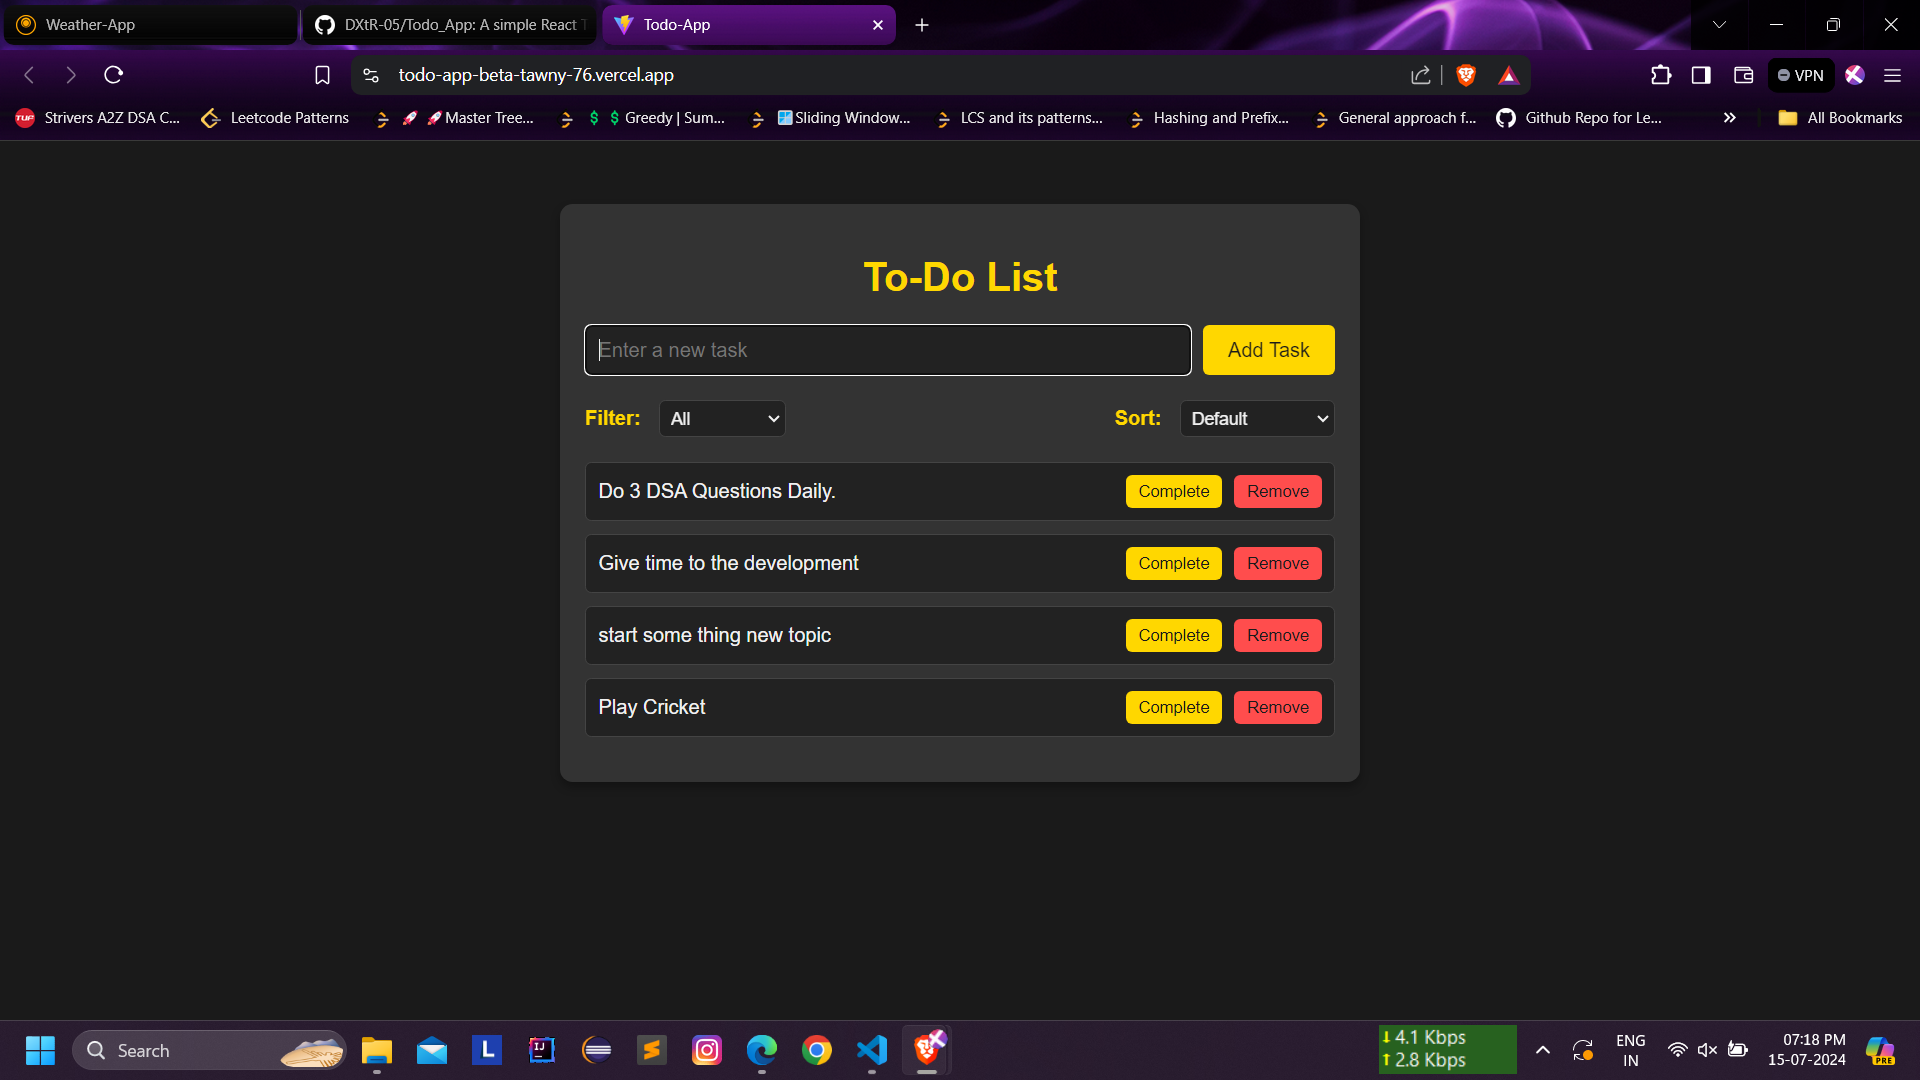 Weather-App
DXtR-05/Todo_App: A simple React
Todo-App
todo-app-beta-tawny-76.vercel.app
VPN
TUF Strivers A2Z DSA C...
Leetcode Patterns
Master Tree...
$ $ Greedy | Sum...
Sliding Window...
LCS and its patterns...
Hashing and Prefix...
General approach f...
Github Repo for Le...
All Bookmarks
To-Do List
Enter a new task
Add Task
Filter: All
Sort: Default
Do 3 DSA Questions Daily. Complete Remove
Give time to the development Complete Remove
start some thing new topic Complete Remove
Play Cricket Complete Remove
Search
L
IJ
4.1 Kbps
2.8 Kbps
ENG
IN
07:18 PM
15-07-2024
PRE